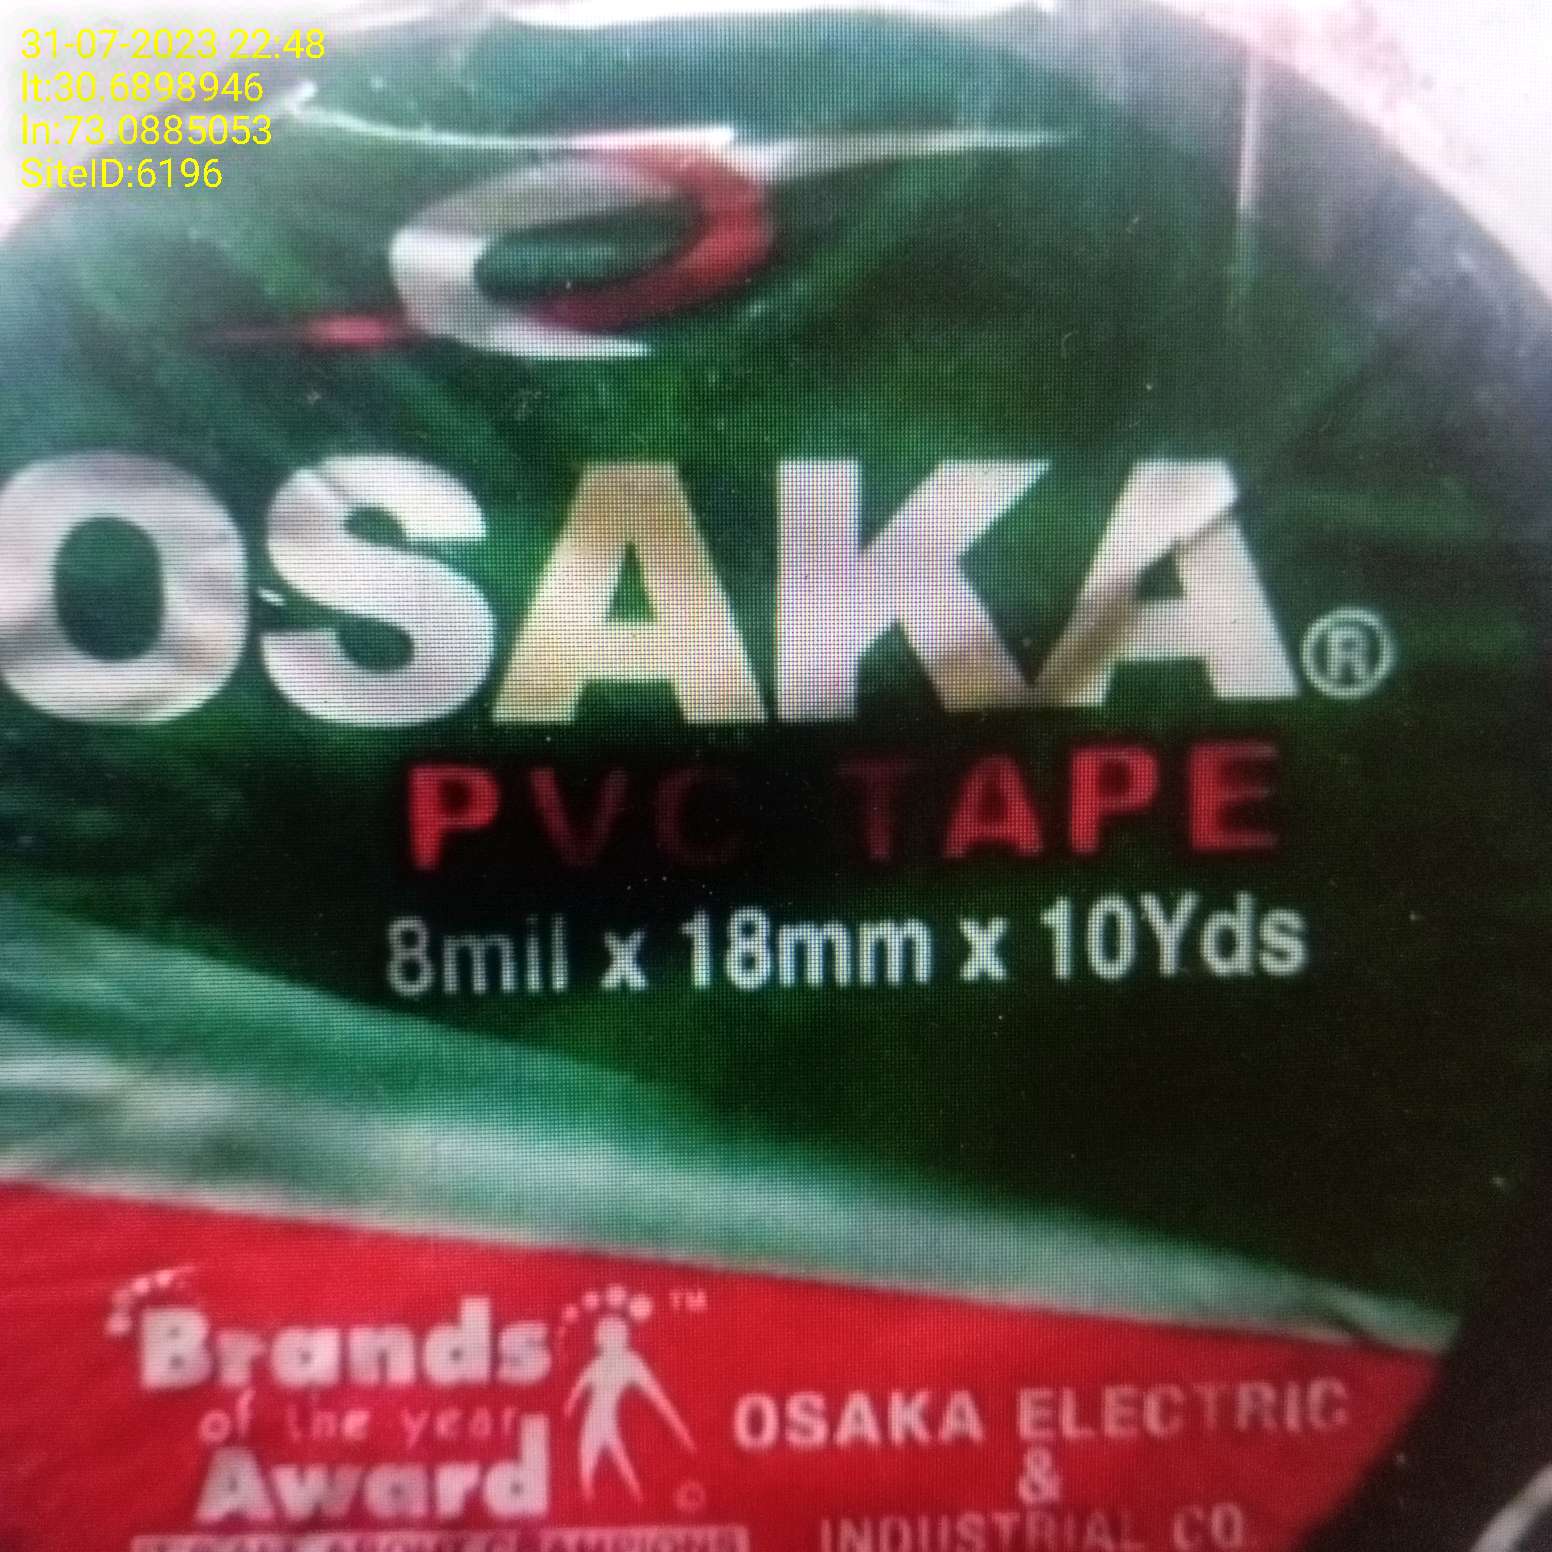 31-07-2023 22:48
lt:30.6898946
ln:73.0885053
SiteID:6196
OSAKA®
PVC TAPE
8mil x 18mm x 10Yds
Brands ™
of the year
Award ©
OSAKA ELECTRIC
&
INDUSTRIAL CO.